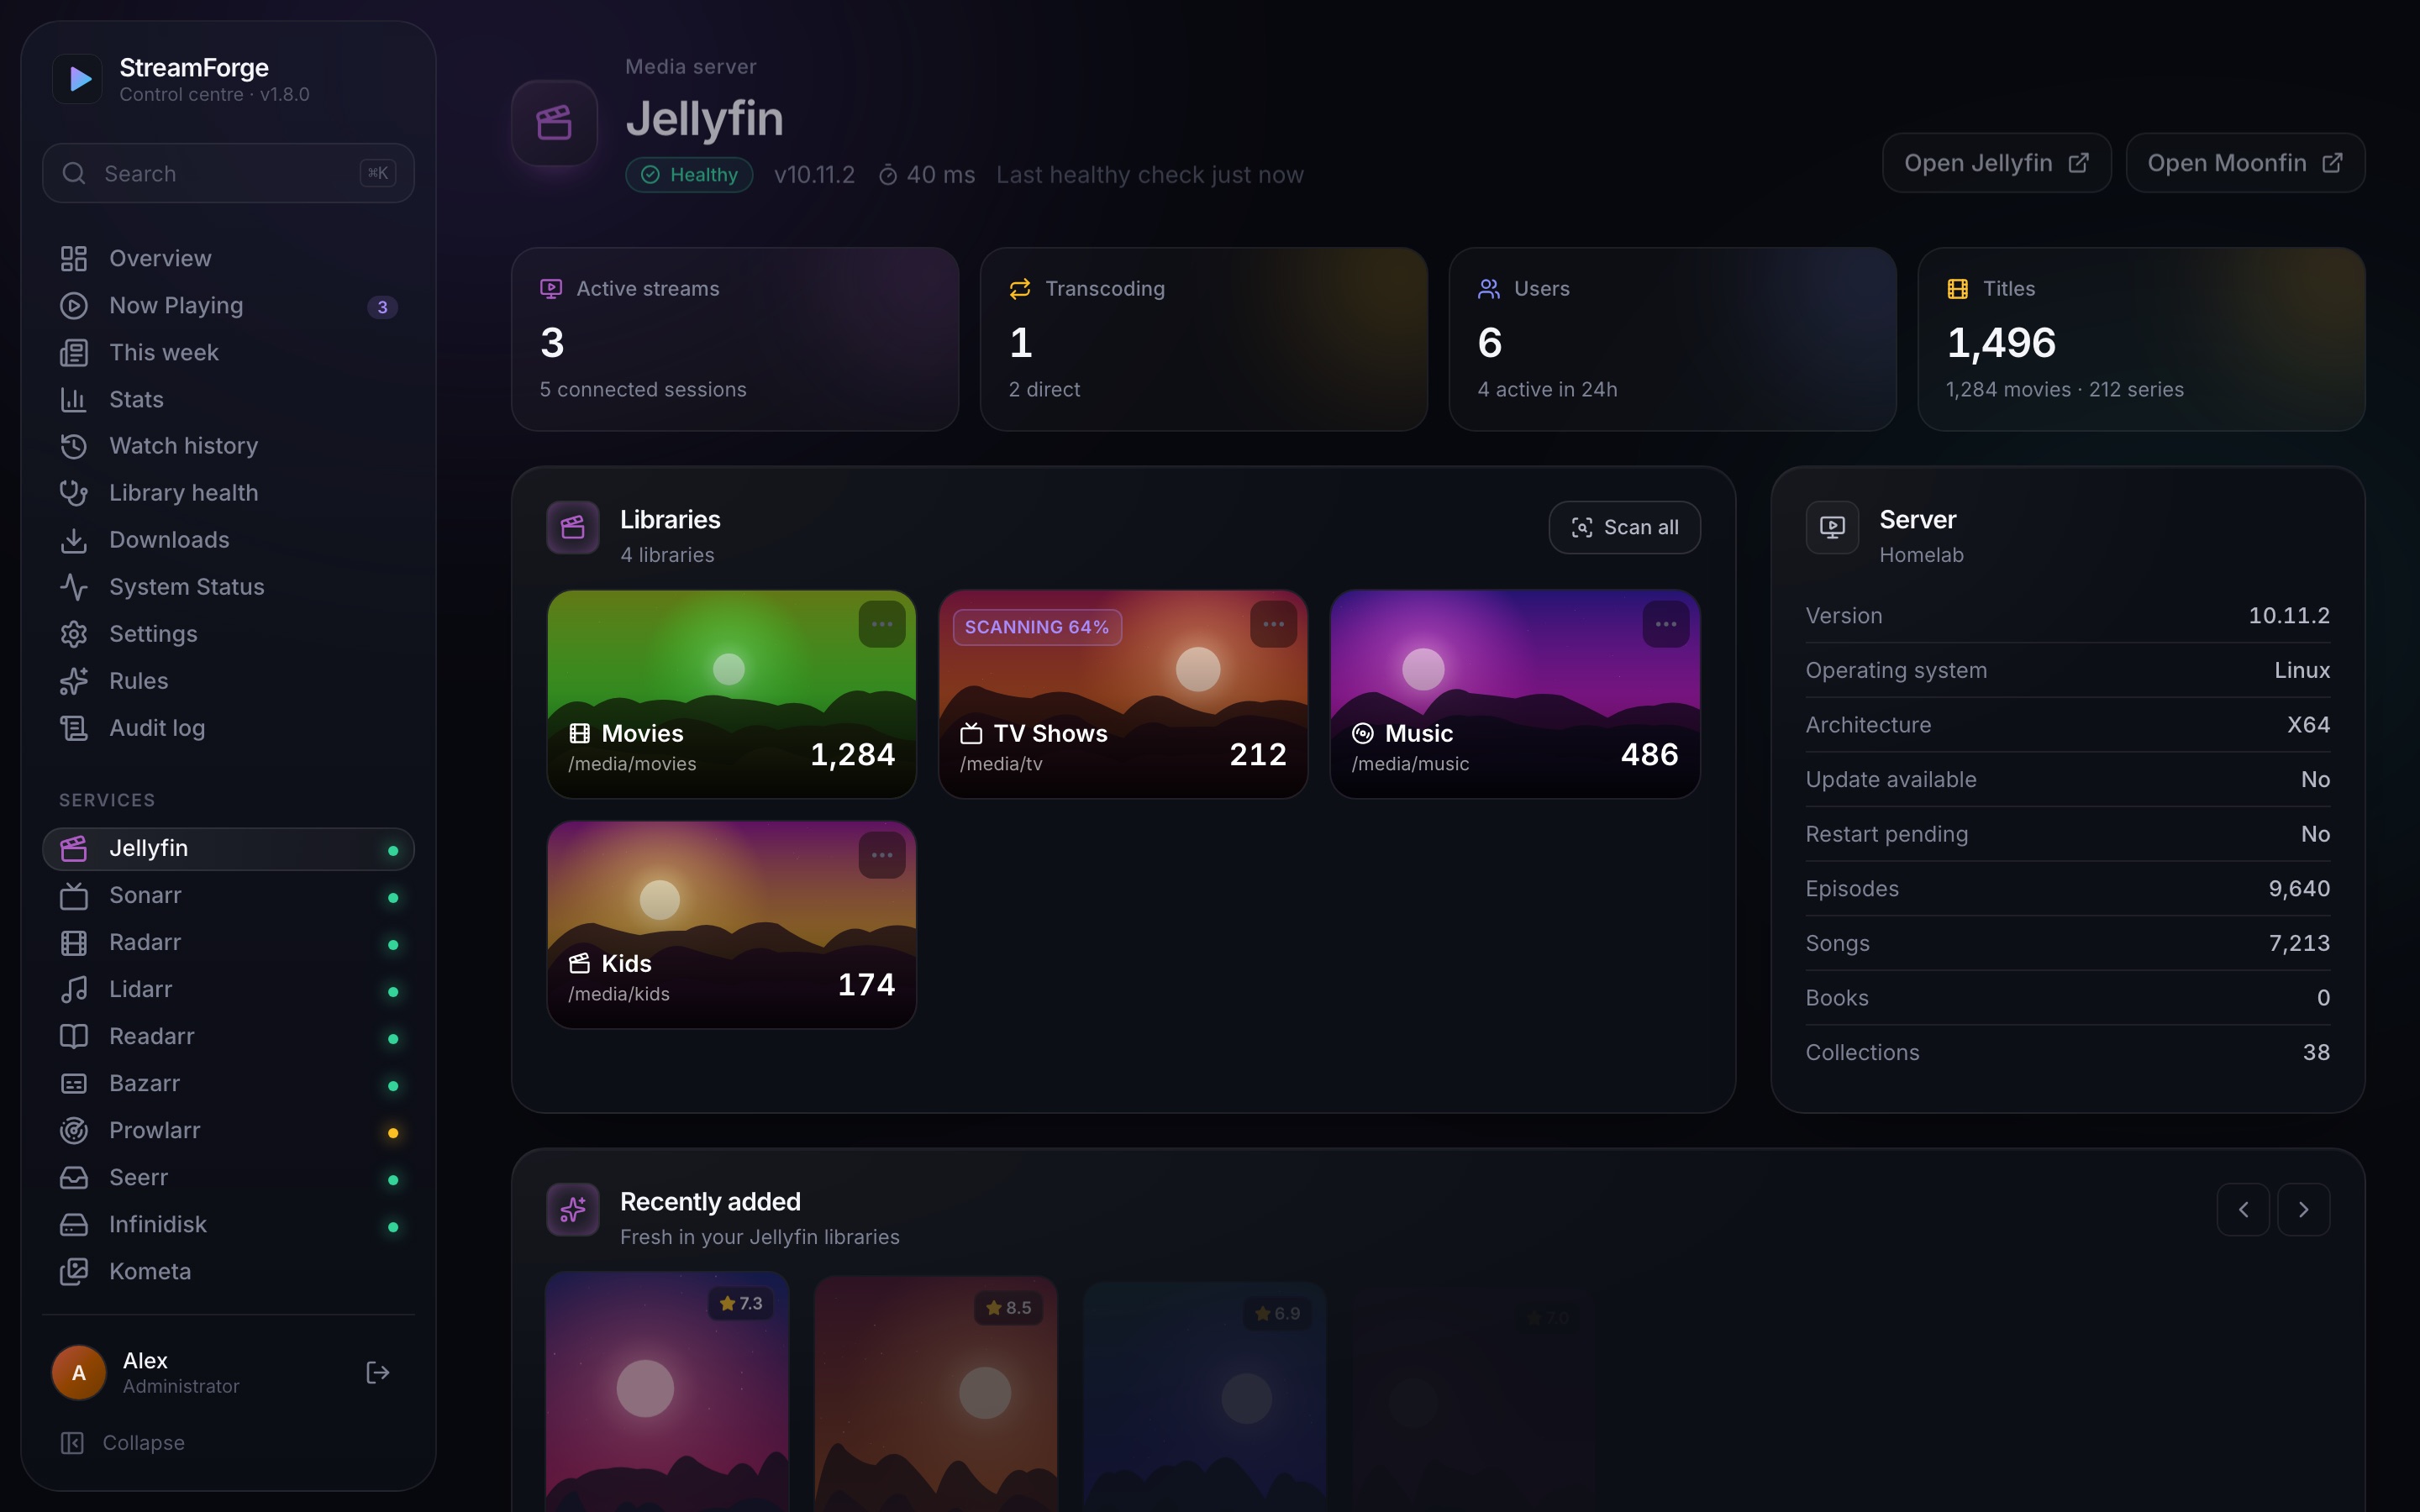 StreamForge
Control centre · v1.8.0
Search
⌘K
Overview
Now Playing
3
This week
Stats
Watch history
Library health
Downloads
System Status
Settings
Rules
Audit log
SERVICES
Jellyfin
Sonarr
Radarr
Lidarr
Readarr
Bazarr
Prowlarr
Seerr
Infinidisk
Kometa
A
Alex
Administrator
Collapse
Media server
Jellyfin
Healthy
v10.11.2
40 ms
Last healthy check just now
Open Jellyfin
Open Moonfin
Active streams
3
5 connected sessions
Transcoding
1
2 direct
Users
6
4 active in 24h
Titles
1,496
1,284 movies · 212 series
Libraries
4 libraries
Scan all
Movies
/media/movies
1,284
SCANNING 64%
TV Shows
/media/tv
212
Music
/media/music
486
Kids
/media/kids
174
Server
Homelab
Version
10.11.2
Operating system
Linux
Architecture
X64
Update available
No
Restart pending
No
Episodes
9,640
Songs
7,213
Books
0
Collections
38
Recently added
Fresh in your Jellyfin libraries
7.3
8.5
6.9
7.0